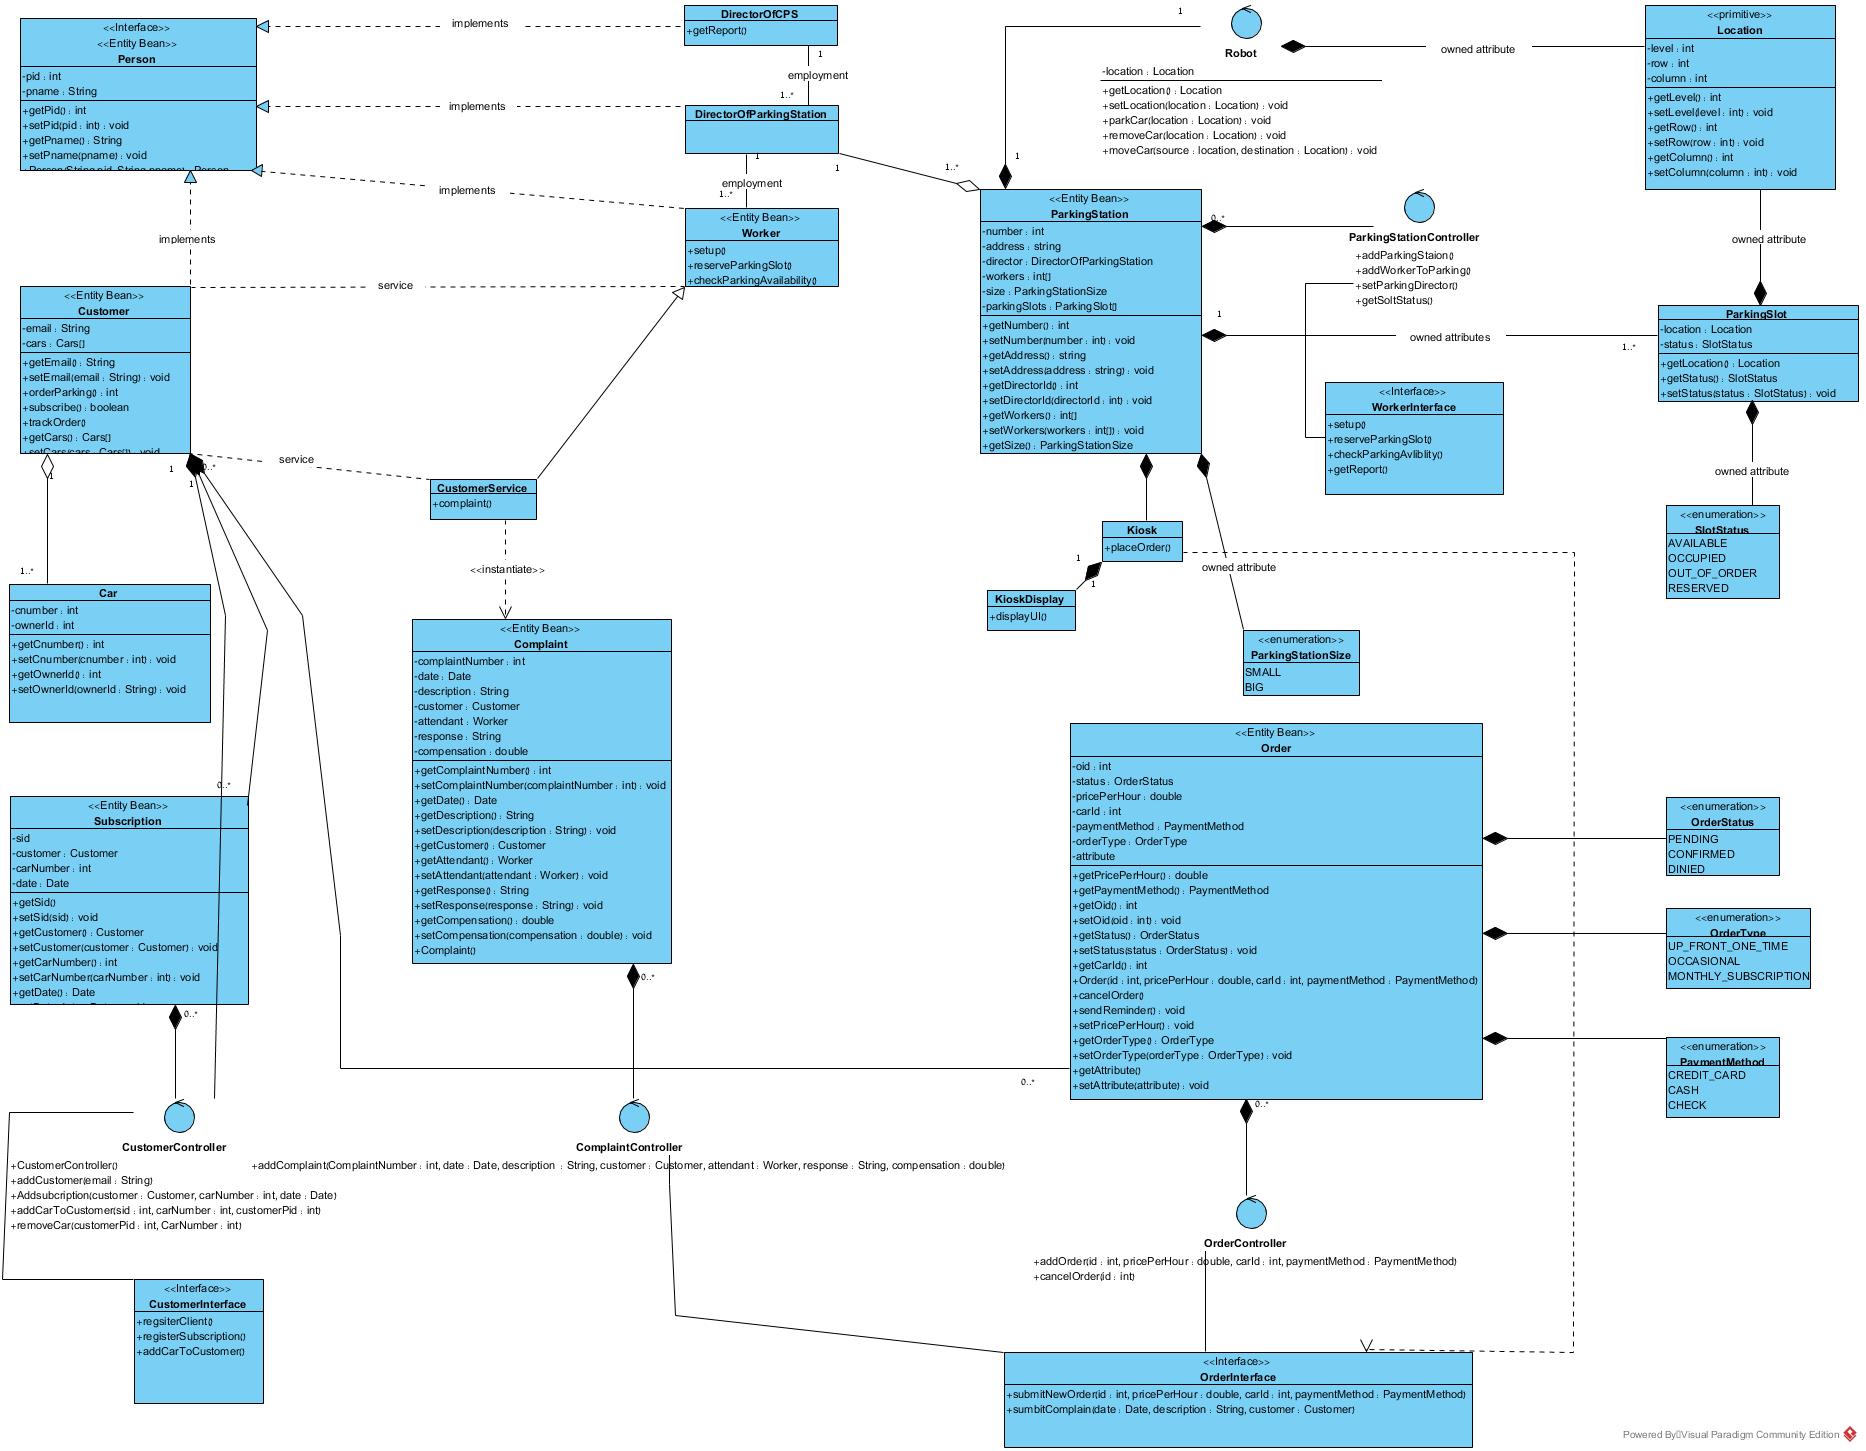 <<Interface>>
<<Entity Bean>>
Person
-pid : int
-pname : String
+getPid() : int
+setPid(pid : int) : void
+getPname() : String
+setPname(pname) : void
implements
DirectorOfCPS
+getReport()
1
employment
1..*
implements
DirectorOfParkingStation
1
employment
1..*
implements
<<Entity Bean>>
Worker
+setup()
+reserveParkingSlot()
+checkParkingAvailability()
implements
service
1
1..*
1
1
Robot
-location : Location
+getLocation() : Location
+setLocation(location : Location) : void
+parkCar(location : Location) : void
+removeCar(location : Location) : void
+moveCar(source : location, destination : Location) : void
owned attribute
<<primitive>>
Location
-level : int
-row : int
-column : int
+getLevel() : int
+setLevel(level : int) : void
+getRow() : int
+setRow(row : int) : void
+getColumn() : int
+setColumn(column : int) : void
owned attribute
<<Entity Bean>>
ParkingStation
-number : int
-address : string
-director : DirectorOfParkingStation
-workers : int[]
-size : ParkingStationSize
-parkingSlots : ParkingSlot[]
+getNumber() : int
+setNumber(number : int) : void
+getAddress() : string
+setAddress(address : string) : void
+getDirectorId() : int
+setDirectorId(directorId : int) : void
+getWorkers() : int[]
+setWorkers(workers : int[]) : void
+getSize() : ParkingStationSize
0..*
ParkingStationController
+addParkingStaion()
+addWorkerToParking()
+setParkingDirector()
+getSoltStatus()
1
owned attributes
1..*
ParkingSlot
-location : Location
-status : SlotStatus
+getLocation() : Location
+getStatus() : SlotStatus
+setStatus(status : SlotStatus) : void
<<Interface>>
WorkerInterface
+setup()
+reserveParkingSlot()
+checkParkingAvliblity()
+getReport()
owned attribute
<<enumeration>>
SlotStatus
AVAILABLE
OCCUPIED
OUT_OF_ORDER
RESERVED
<<Entity Bean>>
Customer
-email : String
-cars : Cars[]
+getEmail() : String
+setEmail(email : String) : void
+orderParking() : int
+subscribe() : boolean
+trackOrder()
+getCars() : Cars[]
+setCars(cars : Cars[]) : void
1
1
1
0..*
service
CustomerService
+complaint()
<<instantiate>>
Kiosk
+placeOrder()
1
1
KioskDisplay
+displayUI()
owned attribute
<<enumeration>>
ParkingStationSize
SMALL
BIG
1..*
Car
-cnumber : int
-ownerId : int
+getCnumber() : int
+setCnumber(cnumber : int) : void
+getOwnerId() : int
+setOwnerId(ownerId : String) : void
<<Entity Bean>>
Complaint
-complaintNumber : int
-date : Date
-description : String
-customer : Customer
-attendant : Worker
-response : String
-compensation : double
+getComplaintNumber() : int
+setComplaintNumber(complaintNumber : int) : void
+getDate() : Date
+getDescription() : String
+setDescription(description : String) : void
+getCustomer() : Customer
+getAttendant() : Worker
+setAttendant(attendant : Worker) : void
+getResponse() : String
+setResponse(response : String) : void
+getCompensation() : double
+setCompensation(compensation : double) : void
+Complaint()
0..*
0..*
<<Entity Bean>>
Subscription
-sid
-customer : Customer
-carNumber : int
-date : Date
+getSid()
+setSid(sid) : void
+getCustomer() : Customer
+setCustomer(customer : Customer) : void
+getCarNumber() : int
+setCarNumber(carNumber : int) : void
+getDate() : Date
0..*
<<Entity Bean>>
Order
-oid : int
-status : OrderStatus
-pricePerHour : double
-carId : int
-paymentMethod : PaymentMethod
-orderType : OrderType
-attribute
+getPricePerHour() : double
+getPaymentMethod() : PaymentMethod
+getOid() : int
+setOid(oid : int) : void
+getStatus() : OrderStatus
+setStatus(status : OrderStatus) : void
+getCarId() : int
+Order(id : int, pricePerHour : double, carId : int, paymentMethod : PaymentMethod)
+cancelOrder()
+sendReminder() : void
+setPricePerHour() : void
+getOrderType() : OrderType
+setOrderType(orderType : OrderType) : void
+getAttribute()
+setAttribute(attribute) : void
0..*
0..*
<<enumeration>>
OrderStatus
PENDING
CONFIRMED
DINIED
<<enumeration>>
OrderType
UP_FRONT_ONE_TIME
OCCASIONAL
MONTHLY_SUBSCRIPTION
<<enumeration>>
PaymentMethod
CREDIT_CARD
CASH
CHECK
CustomerController
+CustomerController()
+addCustomer(email : String)
+Addsubcription(customer : Customer, carNumber : int, date : Date)
+addCarToCustomer(sid : int, carNumber : int, customerPid : int)
+removeCar(customerPid : int, CarNumber : int)
ComplaintController
+addComplaint(ComplaintNumber : int, date : Date, description : String, customer : Customer, attendant : Worker, response : String, compensation : double)
OrderController
+addOrder(id : int, pricePerHour : double, carId : int, paymentMethod : PaymentMethod)
+cancelOrder(id : int)
<<Interface>>
CustomerInterface
+regsiterClient()
+registerSubscription()
+addCarToCustomer()
<<Interface>>
OrderInterface
+submitNewOrder(id : int, pricePerHour : double, carId : int, paymentMethod : PaymentMethod)
+sumbitComplain(date : Date, description : String, customer : Customer)
Powered By Visual Paradigm Community Edition